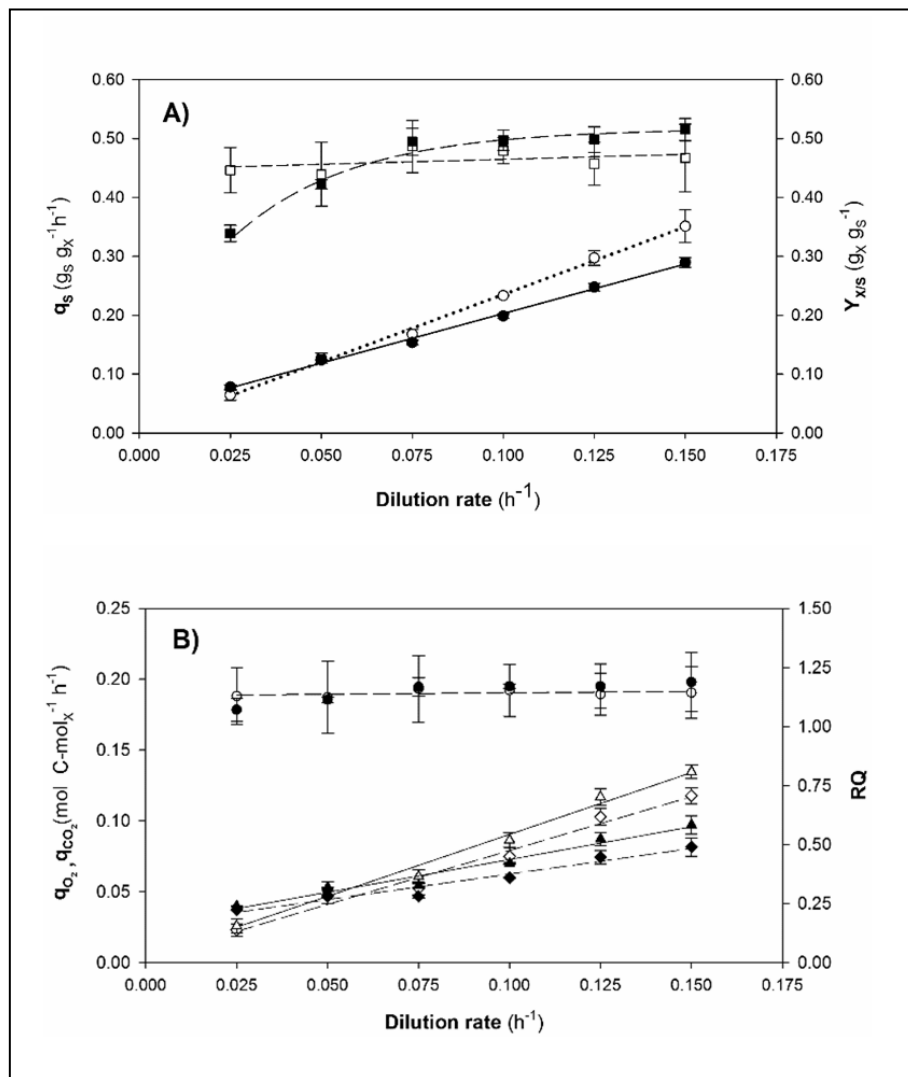 A)
0.60 0.60
0.50 0.50
0.40 0.40
0.30 0.30
0.20 0.20
0.10 0.10
0.00 0.00
0.000 0.025 0.050 0.075 0.100 0.125 0.150 0.175
qS (gS gX-1h-1)
YX/S (gX gS-1)
Dilution rate (h-1)
B)
0.25 1.50
0.20 1.25
0.15 1.00
0.10 0.75
0.05 0.50
0.00 0.25
0.00
0.000 0.025 0.050 0.075 0.100 0.125 0.150 0.175
qO2, qCO2(mol C-molX-1 h-1)
RQ
Dilution rate (h-1)